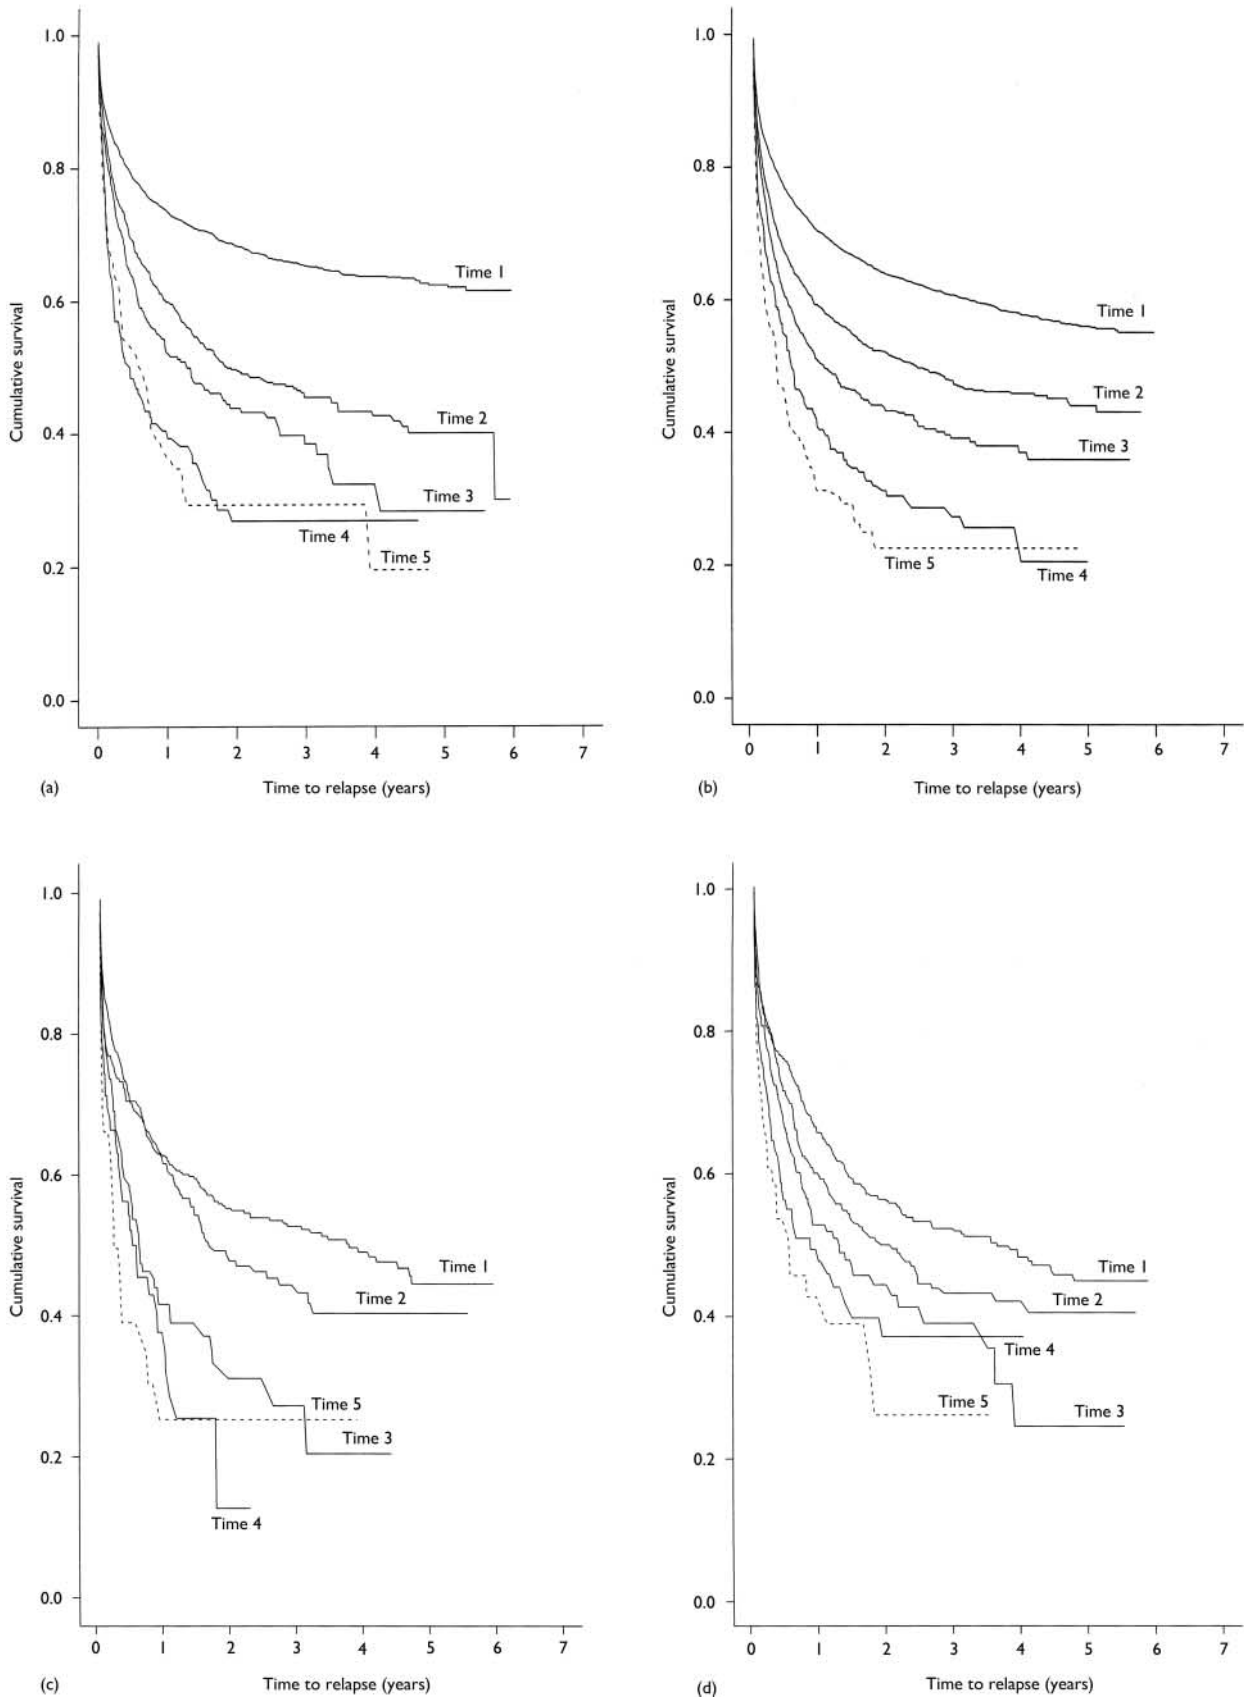 1.0
0.8
0.6
0.4
0.2
0.0
Cumulative survival
Time 1
Time 2
Time 3
Time 4
Time 5
0 1 2 3 4 5 6 7
(a) Time to relapse (years)
1.0
0.8
0.6
0.4
0.2
0.0
Cumulative survival
Time 1
Time 2
Time 3
Time 5
Time 4
0 1 2 3 4 5 6 7
(b) Time to relapse (years)
1.0
0.8
0.6
0.4
0.2
0.0
Cumulative survival
Time 1
Time 2
Time 5
Time 3
Time 4
0 1 2 3 4 5 6 7
(c) Time to relapse (years)
1.0
0.8
0.6
0.4
0.2
0.0
Cumulative survival
Time 1
Time 2
Time 4
Time 5 Time 3
0 1 2 3 4 5 6 7
(d) Time to relapse (years)